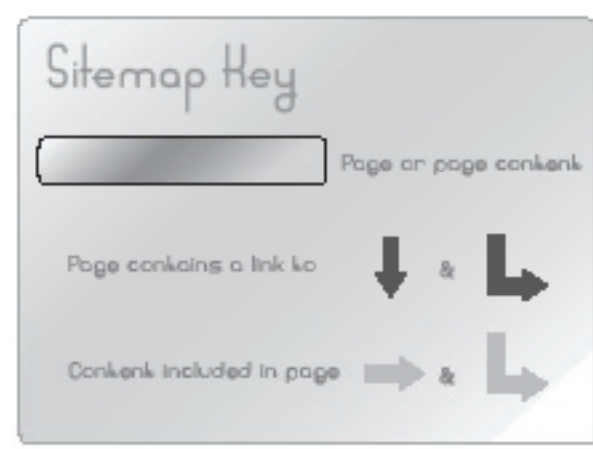 Sitemap Key
Page or page content
Page contains a link to
&
Content included in page
&